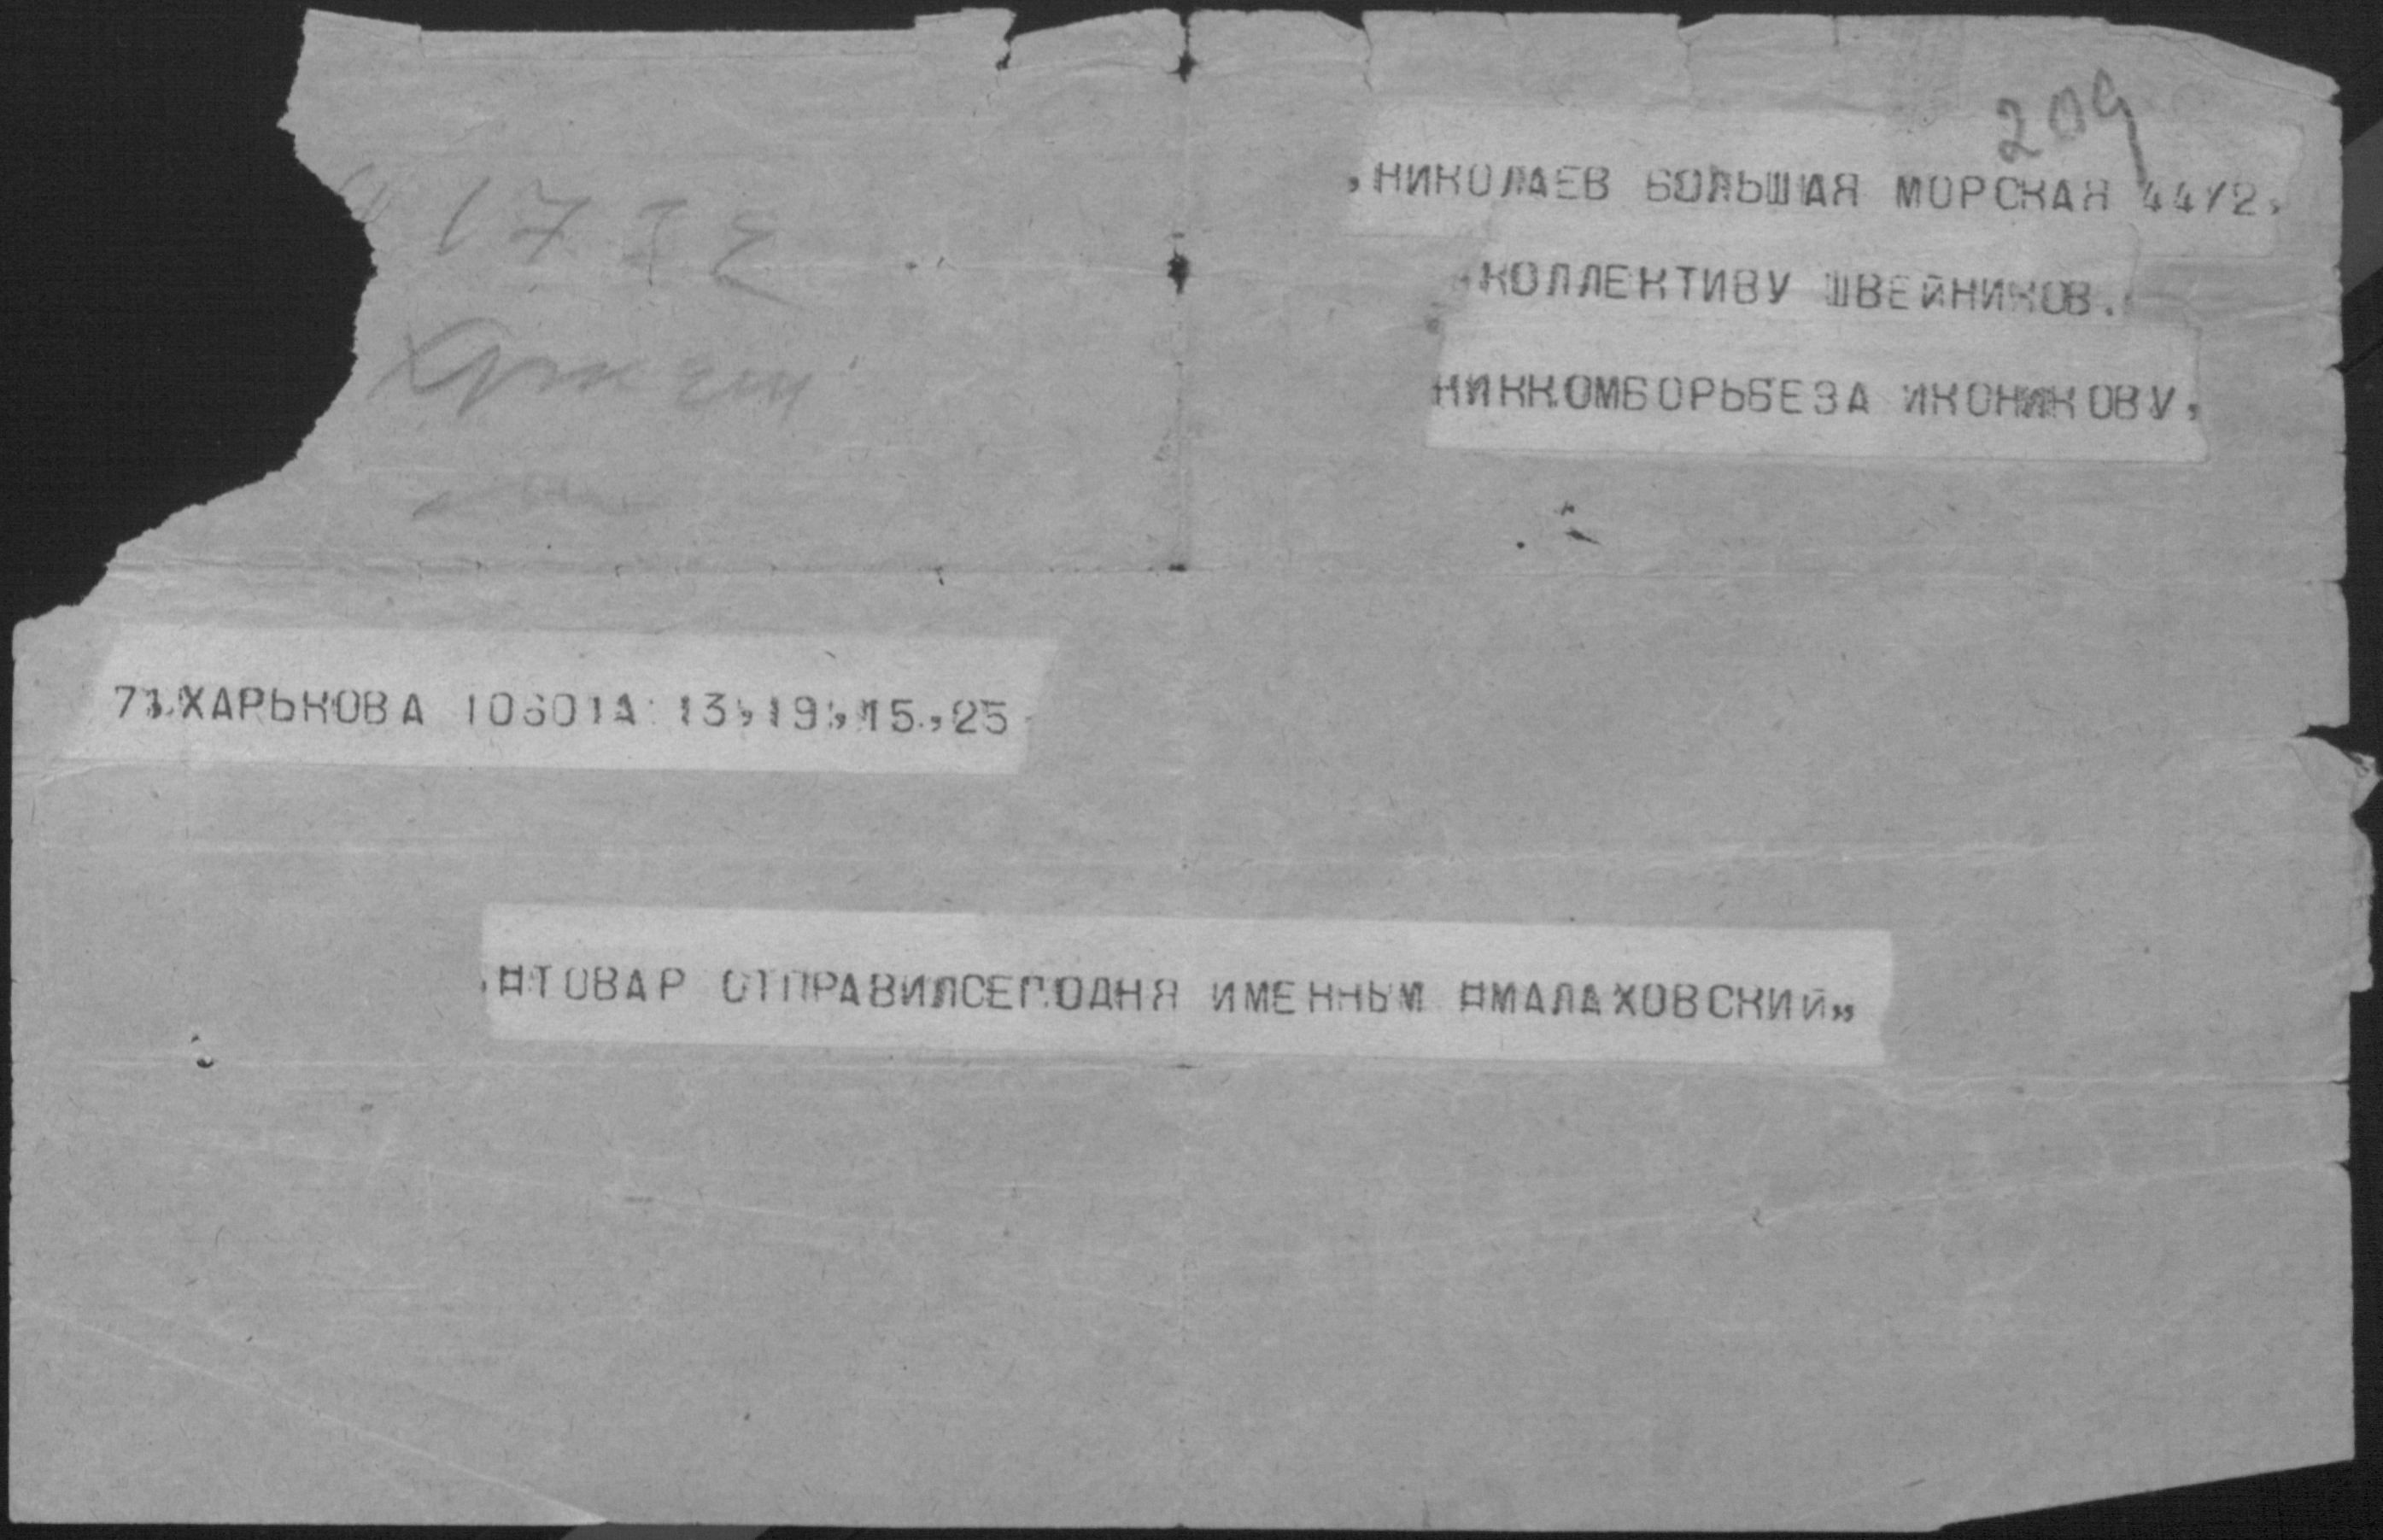 209
,НИКОЛАЕВ БОЛЬШАЯ МОРСКАЯ 44/2,
КОЛЛЕКТИВУ ШВЕЙНИКОВ.
НИККОМБОРЬБЕЗА ИКОНИКОВУ,
71 ХАРЬКОВА 10601А 13,19,15,25
ТОВАР ОТПРАВИЛСЕГОДНЯ ИМЕННЫМ МАЛАХОВСКИЙ,,